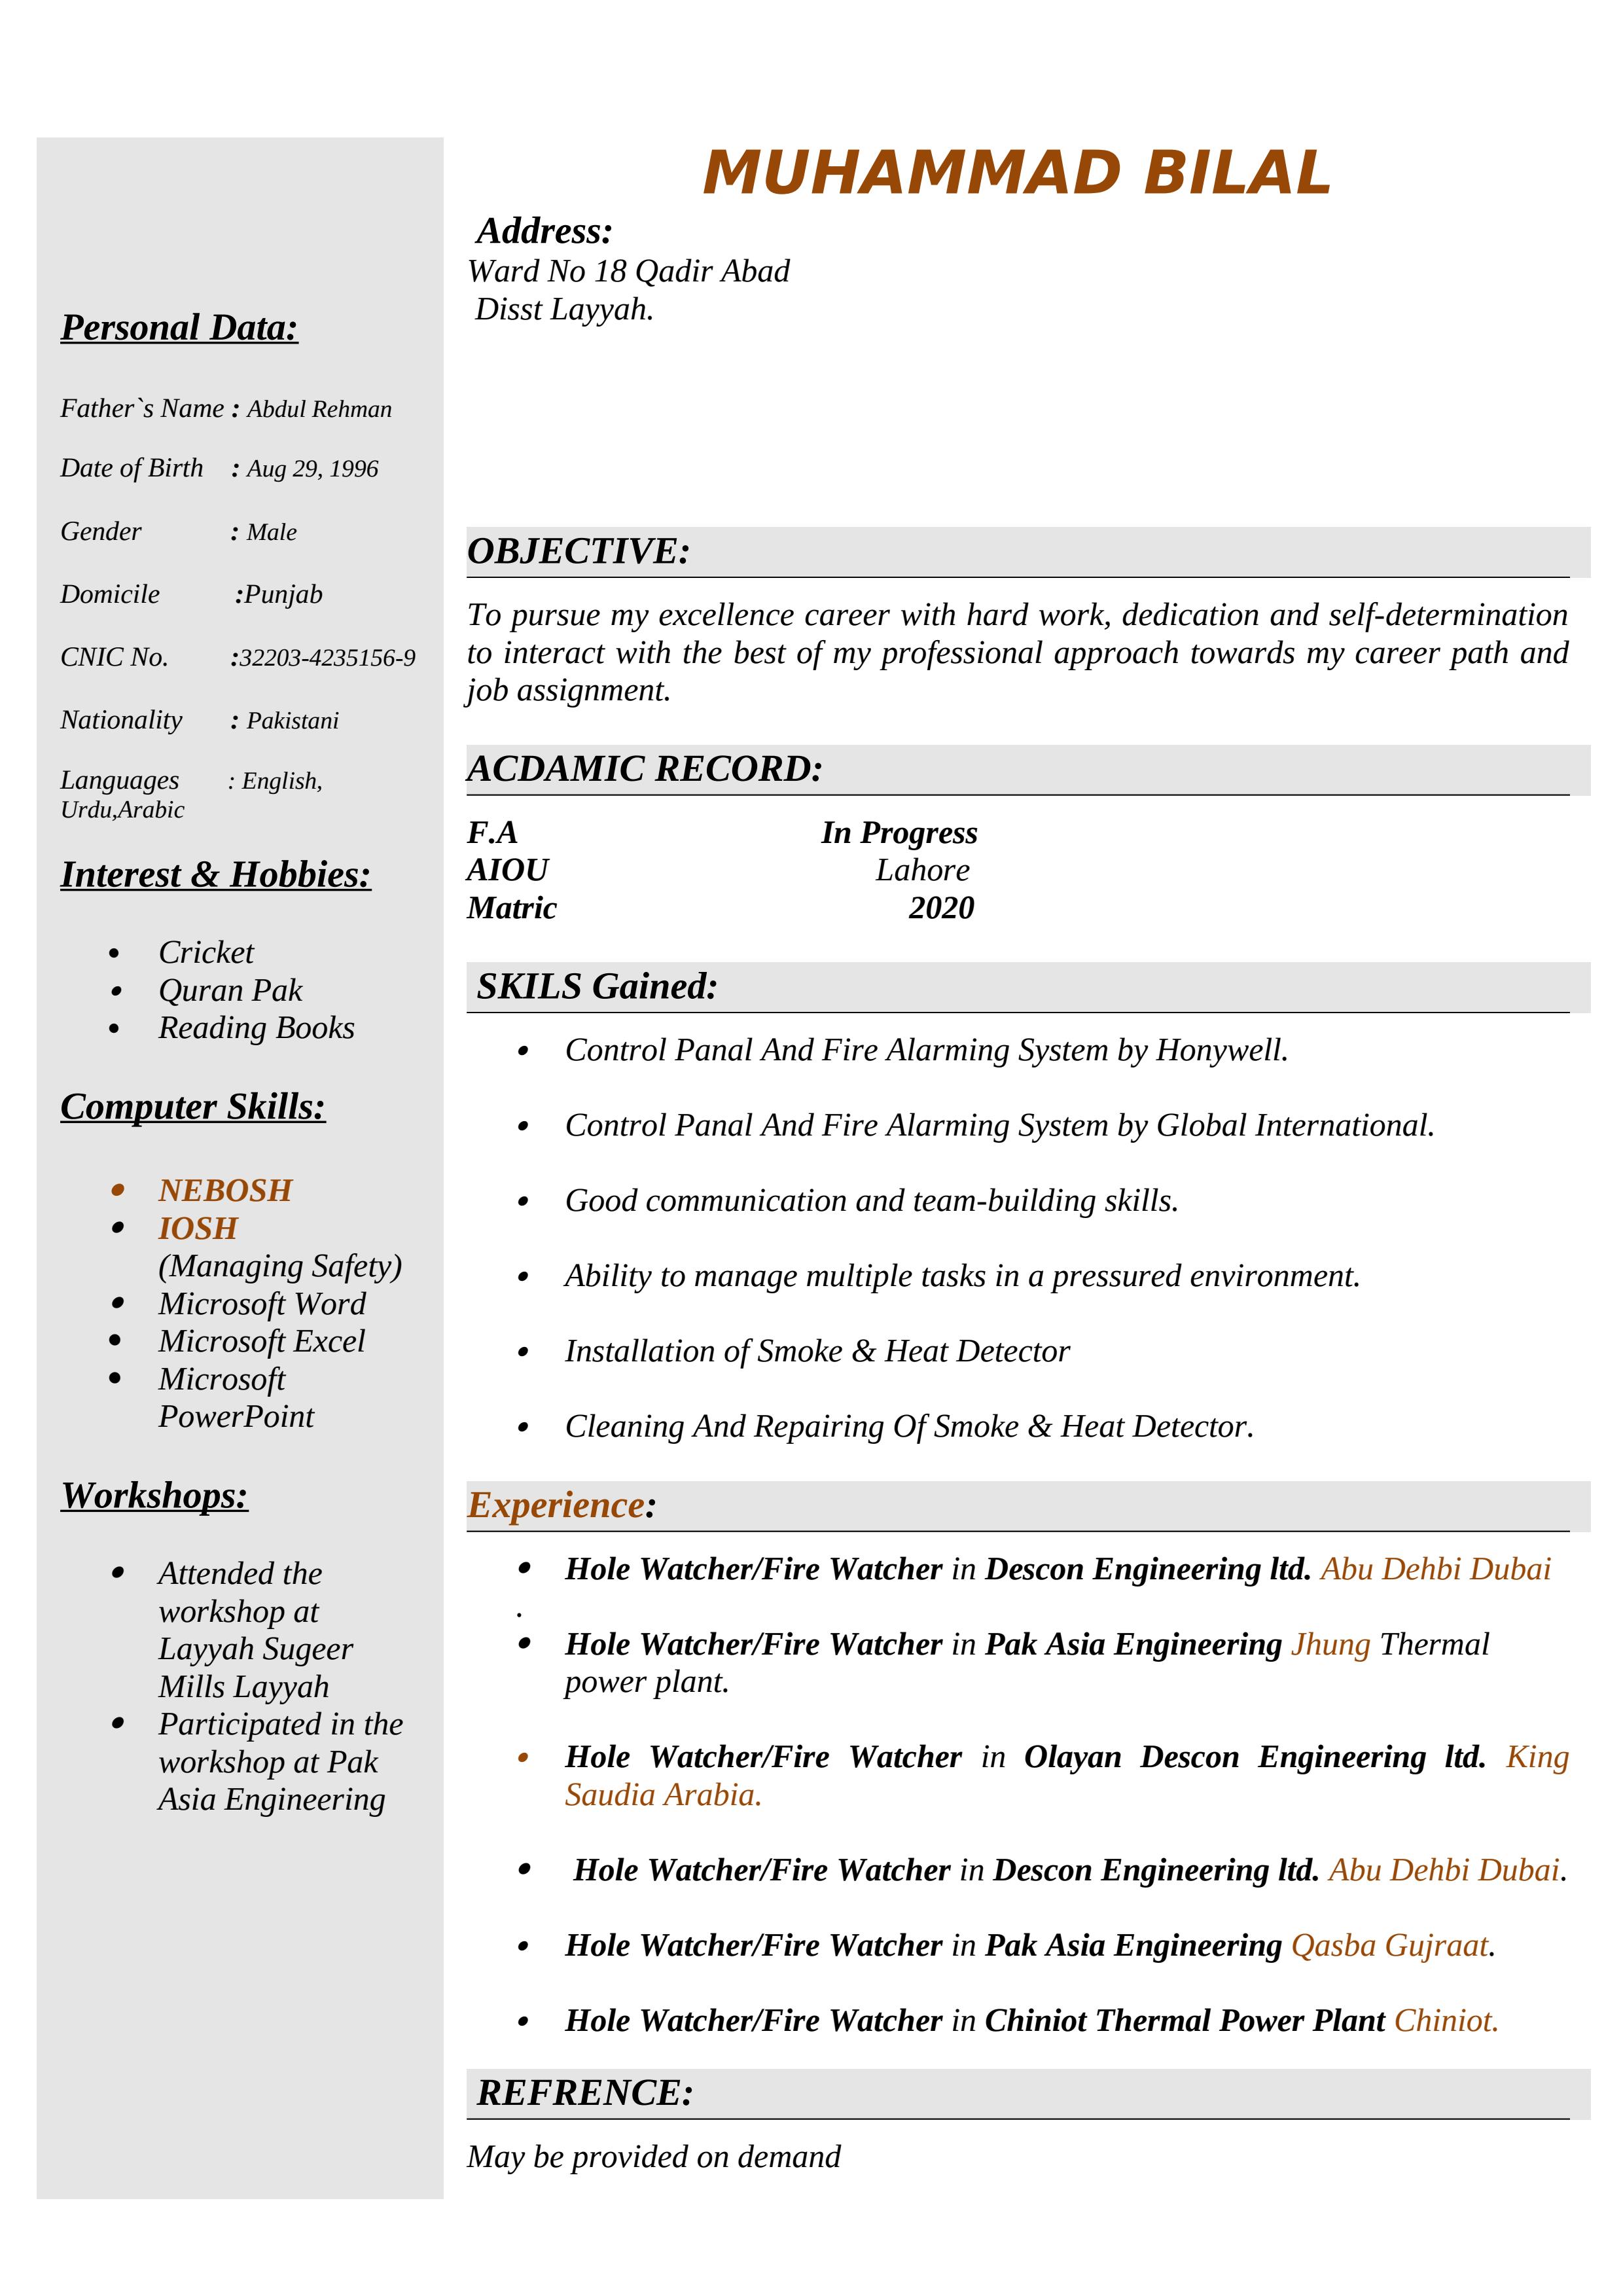 MUHAMMAD BILAL
Address:
Ward No 18 Qadir Abad
Disst Layyah.
Personal Data:
Father`s Name : Abdul Rehman
Date of Birth : Aug 29, 1996
Gender : Male
Domicile :Punjab
CNIC No. :32203-4235156-9
Nationality : Pakistani
Languages : English,
Urdu,Arabic
Interest & Hobbies:
• Cricket
• Quran Pak
• Reading Books
Computer Skills:
• NEBOSH
• IOSH
(Managing Safety)
• Microsoft Word
• Microsoft Excel
• Microsoft
PowerPoint
Workshops:
• Attended the
workshop at
Layyah Sugeer
Mills Layyah
• Participated in the
workshop at Pak
Asia Engineering
OBJECTIVE:
To pursue my excellence career with hard work, dedication and self-determination
to interact with the best of my professional approach towards my career path and
job assignment.
ACDAMIC RECORD:
F.A In Progress
AIOU Lahore
Matric 2020
SKILS Gained:
• Control Panal And Fire Alarming System by Honywell.
• Control Panal And Fire Alarming System by Global International.
• Good communication and team-building skills.
• Ability to manage multiple tasks in a pressured environment.
• Installation of Smoke & Heat Detector
• Cleaning And Repairing Of Smoke & Heat Detector.
Experience:
• Hole Watcher/Fire Watcher in Descon Engineering ltd. Abu Dehbi Dubai
.
• Hole Watcher/Fire Watcher in Pak Asia Engineering Jhung Thermal
power plant.
• Hole Watcher/Fire Watcher in Olayan Descon Engineering ltd. King
Saudia Arabia.
• Hole Watcher/Fire Watcher in Descon Engineering ltd. Abu Dehbi Dubai.
• Hole Watcher/Fire Watcher in Pak Asia Engineering Qasba Gujraat.
• Hole Watcher/Fire Watcher in Chiniot Thermal Power Plant Chiniot.
REFRENCE:
May be provided on demand